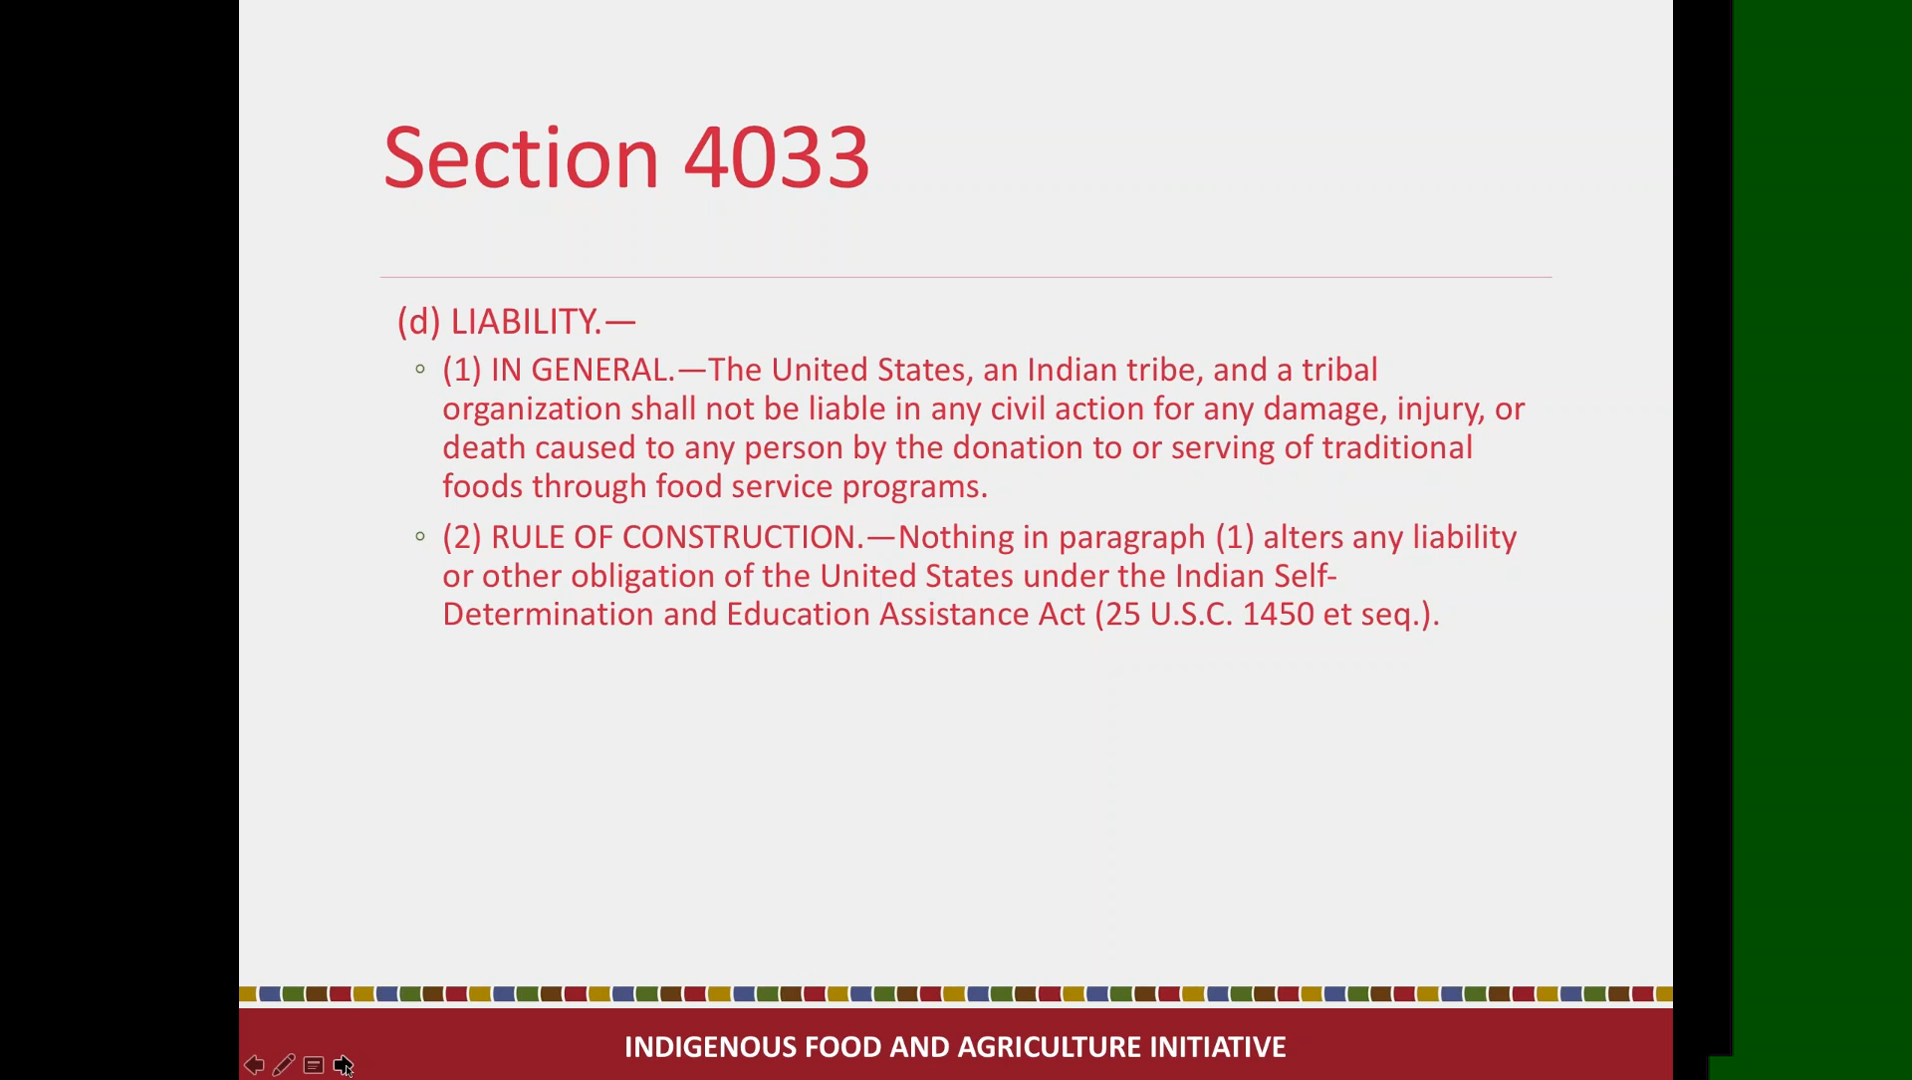 Section 4033
(d) LIABILITY.—
◦ (1) IN GENERAL.—The United States, an Indian tribe, and a tribal
organization shall not be liable in any civil action for any damage, injury, or
death caused to any person by the donation to or serving of traditional
foods through food service programs.
◦ (2) RULE OF CONSTRUCTION.—Nothing in paragraph (1) alters any liability
or other obligation of the United States under the Indian Self-
Determination and Education Assistance Act (25 U.S.C. 1450 et seq.).
INDIGENOUS FOOD AND AGRICULTURE INITIATIVE